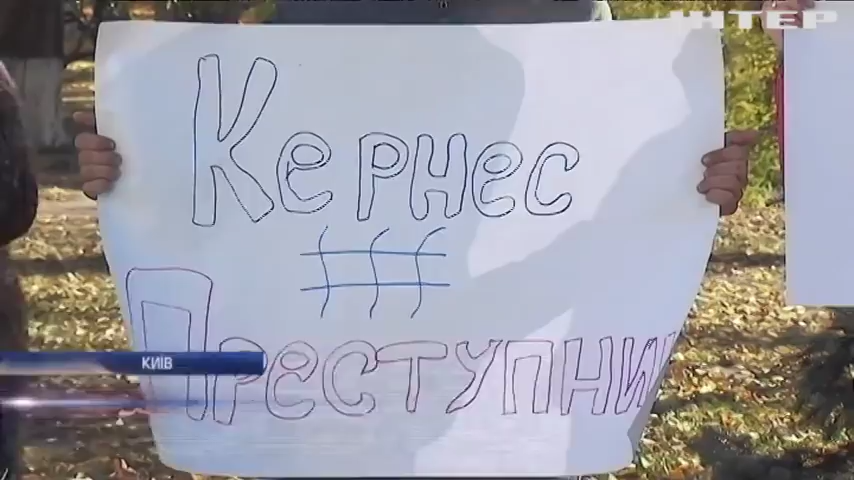 ІНТЕР
Кернес
#
Преступни
КИЇВ